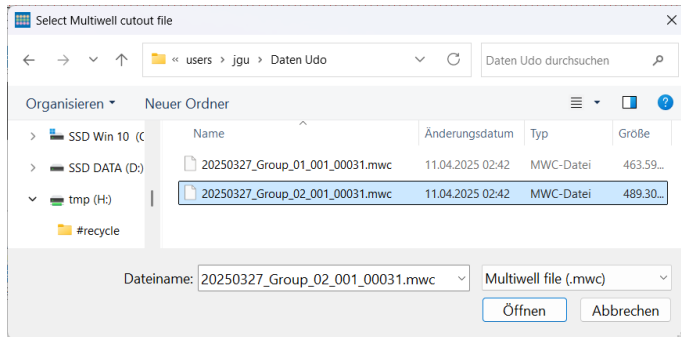 Select Multiwell cutout file
« users › jgu › Daten Udo
Daten Udo durchsuchen
Organisieren
Neuer Ordner
Name Änderungsdatum Typ Größe
SSD Win 10 (C
20250327_Group_01_001_00031.mwc 11.04.2025 02:42 MWC-Datei 463.59...
SSD DATA (D:)
20250327_Group_02_001_00031.mwc 11.04.2025 02:42 MWC-Datei 489.30...
tmp (H:)
#recycle
Dateiname: 20250327_Group_02_001_00031.mwc Multiwell file (.mwc)
Öffnen Abbrechen